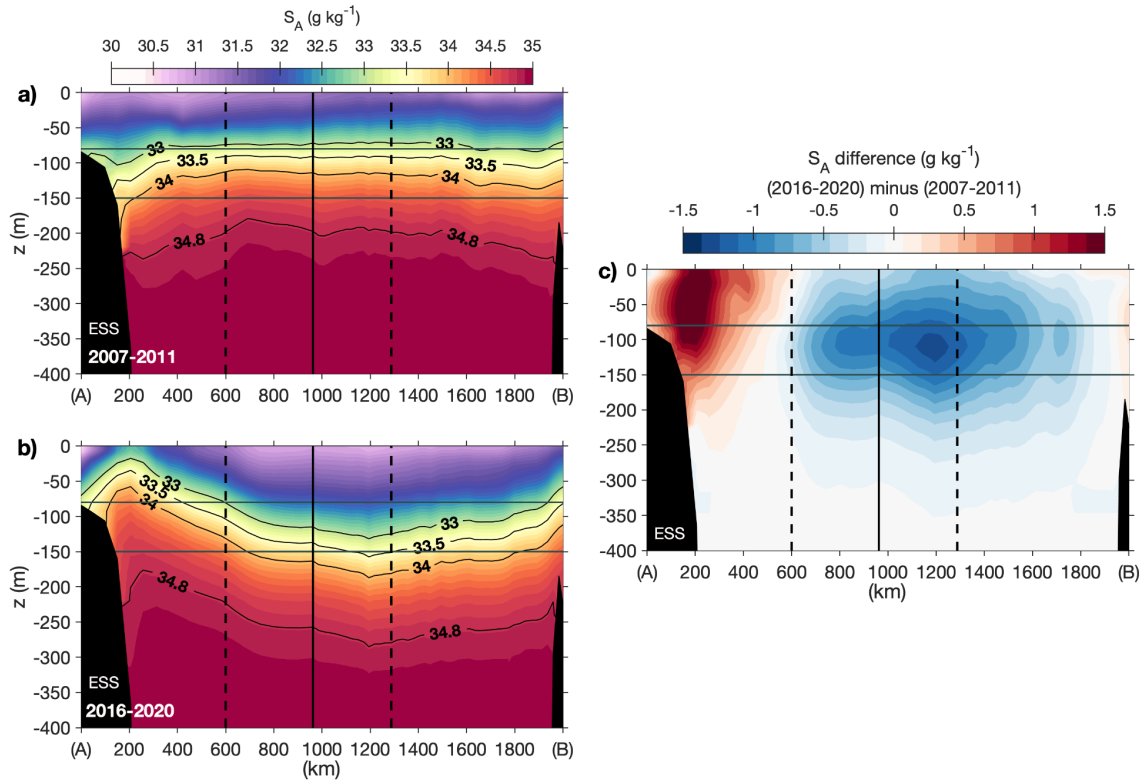 S_A (g kg⁻¹)
30 30.5 31 31.5 32 32.5 33 33.5 34 34.5 35
a)
z (m)
0
-50
-100
-150
-200
-250
-300
-350
-400
33
33
33.5
33.5
34
34
34.8
34.8
ESS
2007-2011
(A) 200 400 600 800 1000 1200 1400 1600 1800 (B)
b)
z (m)
0
-50
-100
-150
-200
-250
-300
-350
-400
33
33.5
34
33
33.5
34
34.8
34.8
ESS
2016-2020
(A) 200 400 600 800 1000 1200 1400 1600 1800 (B)
(km)
S_A difference (g kg⁻¹)
(2016-2020) minus (2007-2011)
-1.5 -1 -0.5 0 0.5 1 1.5
c)
0
-50
-100
-150
-200
-250
-300
-350
-400
ESS
(A) 200 400 600 800 1000 1200 1400 1600 1800 (B)
(km)